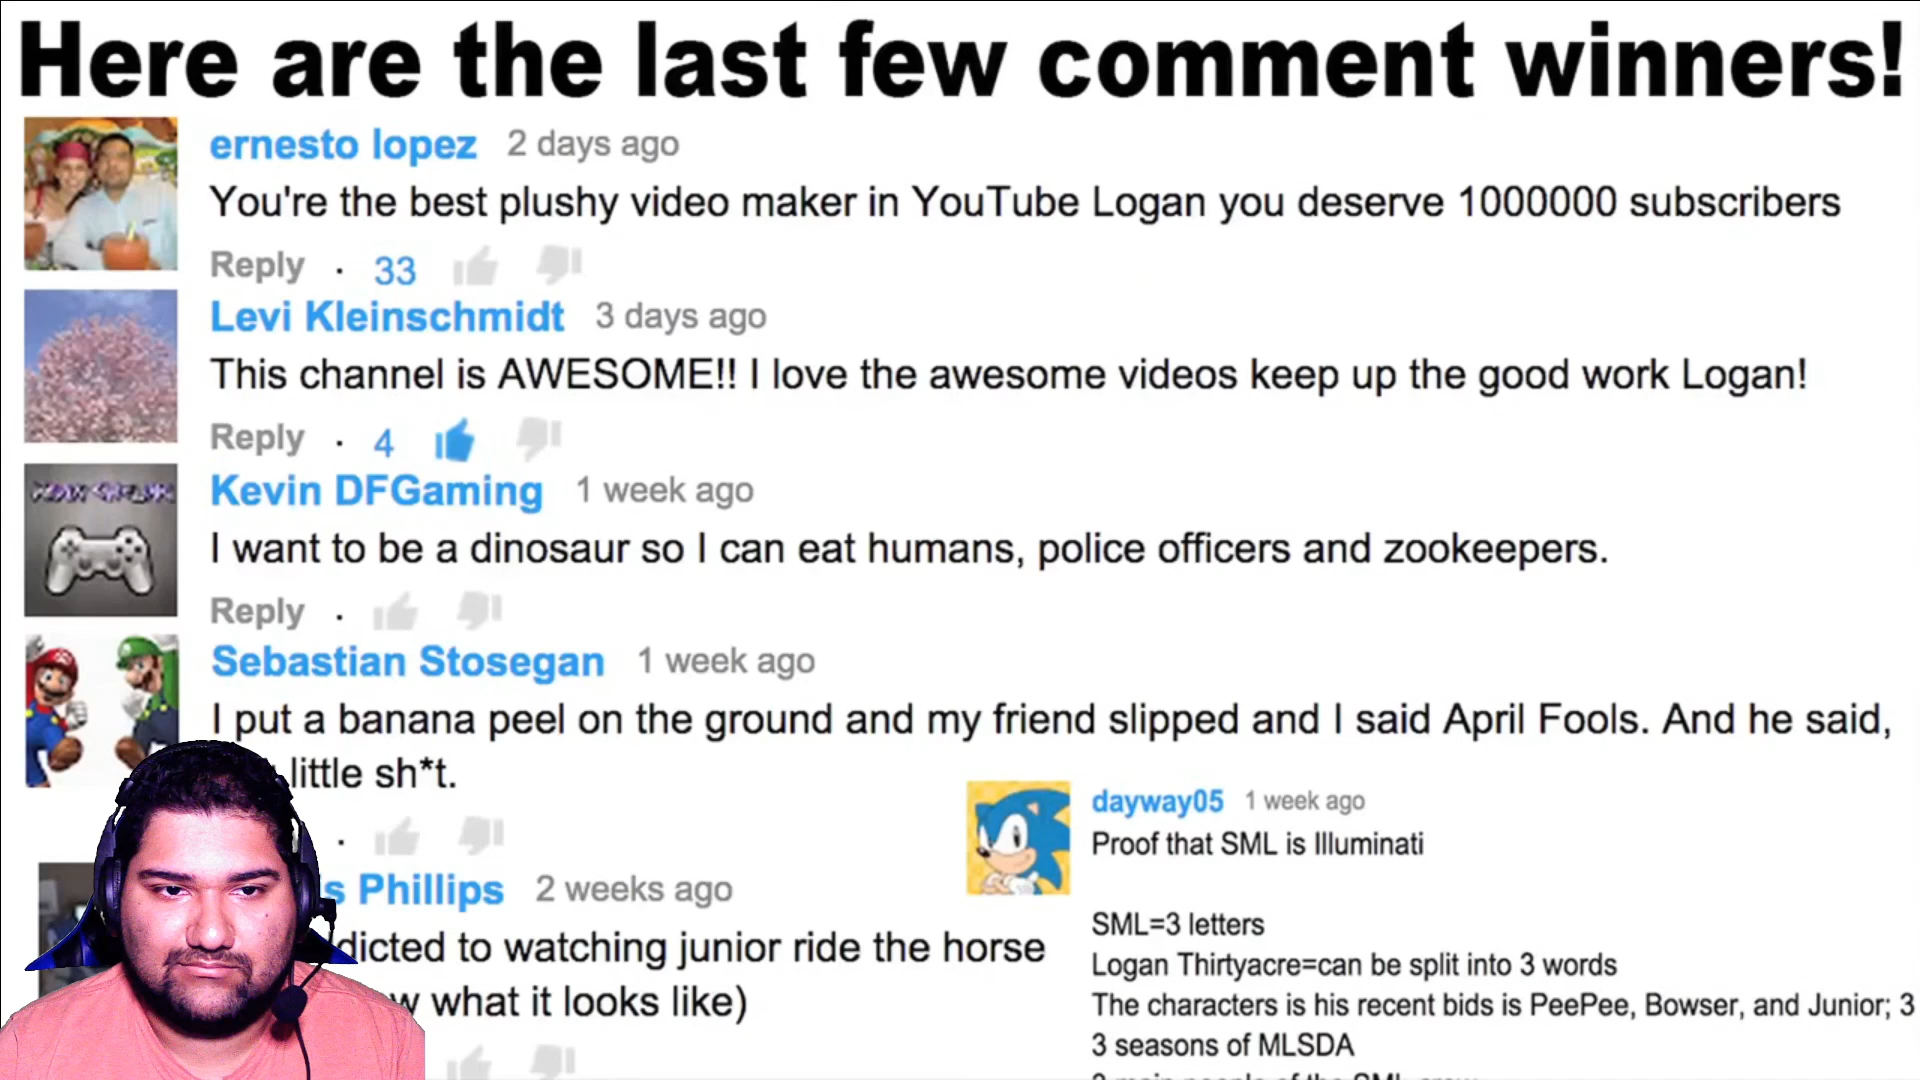 Here are the last few comment winners!
ernesto lopez 2 days ago
You're the best plushy video maker in YouTube Logan you deserve 1000000 subscribers
Reply · 33
Levi Kleinschmidt 3 days ago
This channel is AWESOME!! I love the awesome videos keep up the good work Logan!
Reply · 4
Kevin DFGaming 1 week ago
I want to be a dinosaur so I can eat humans, police officers and zookeepers.
Reply ·
Sebastian Stosegan 1 week ago
I put a banana peel on the ground and my friend slipped and I said April Fools. And he said,
little sh*t.
·
s Phillips 2 weeks ago
dicted to watching junior ride the horse
w what it looks like)
dayway05 1 week ago
Proof that SML is Illuminati
SML=3 letters
Logan Thirtyacre=can be split into 3 words
The characters is his recent bids is PeePee, Bowser, and Junior; 3
3 seasons of MLSDA